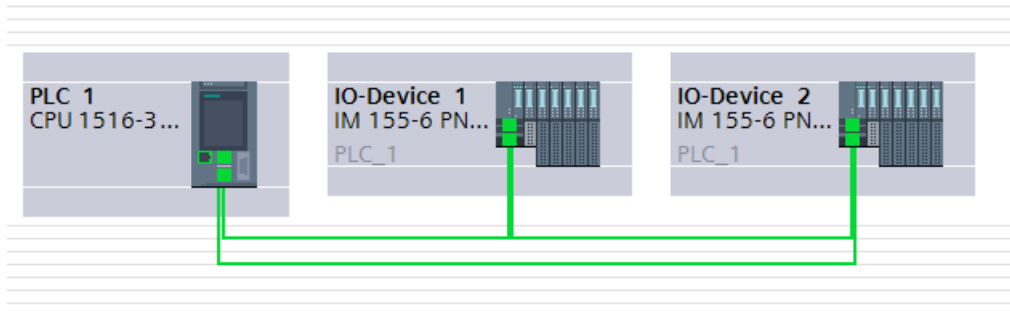 PLC_1
CPU 1516-3...
IO-Device_1
IM 155-6 PN...
PLC_1
IO-Device_2
IM 155-6 PN...
PLC_1